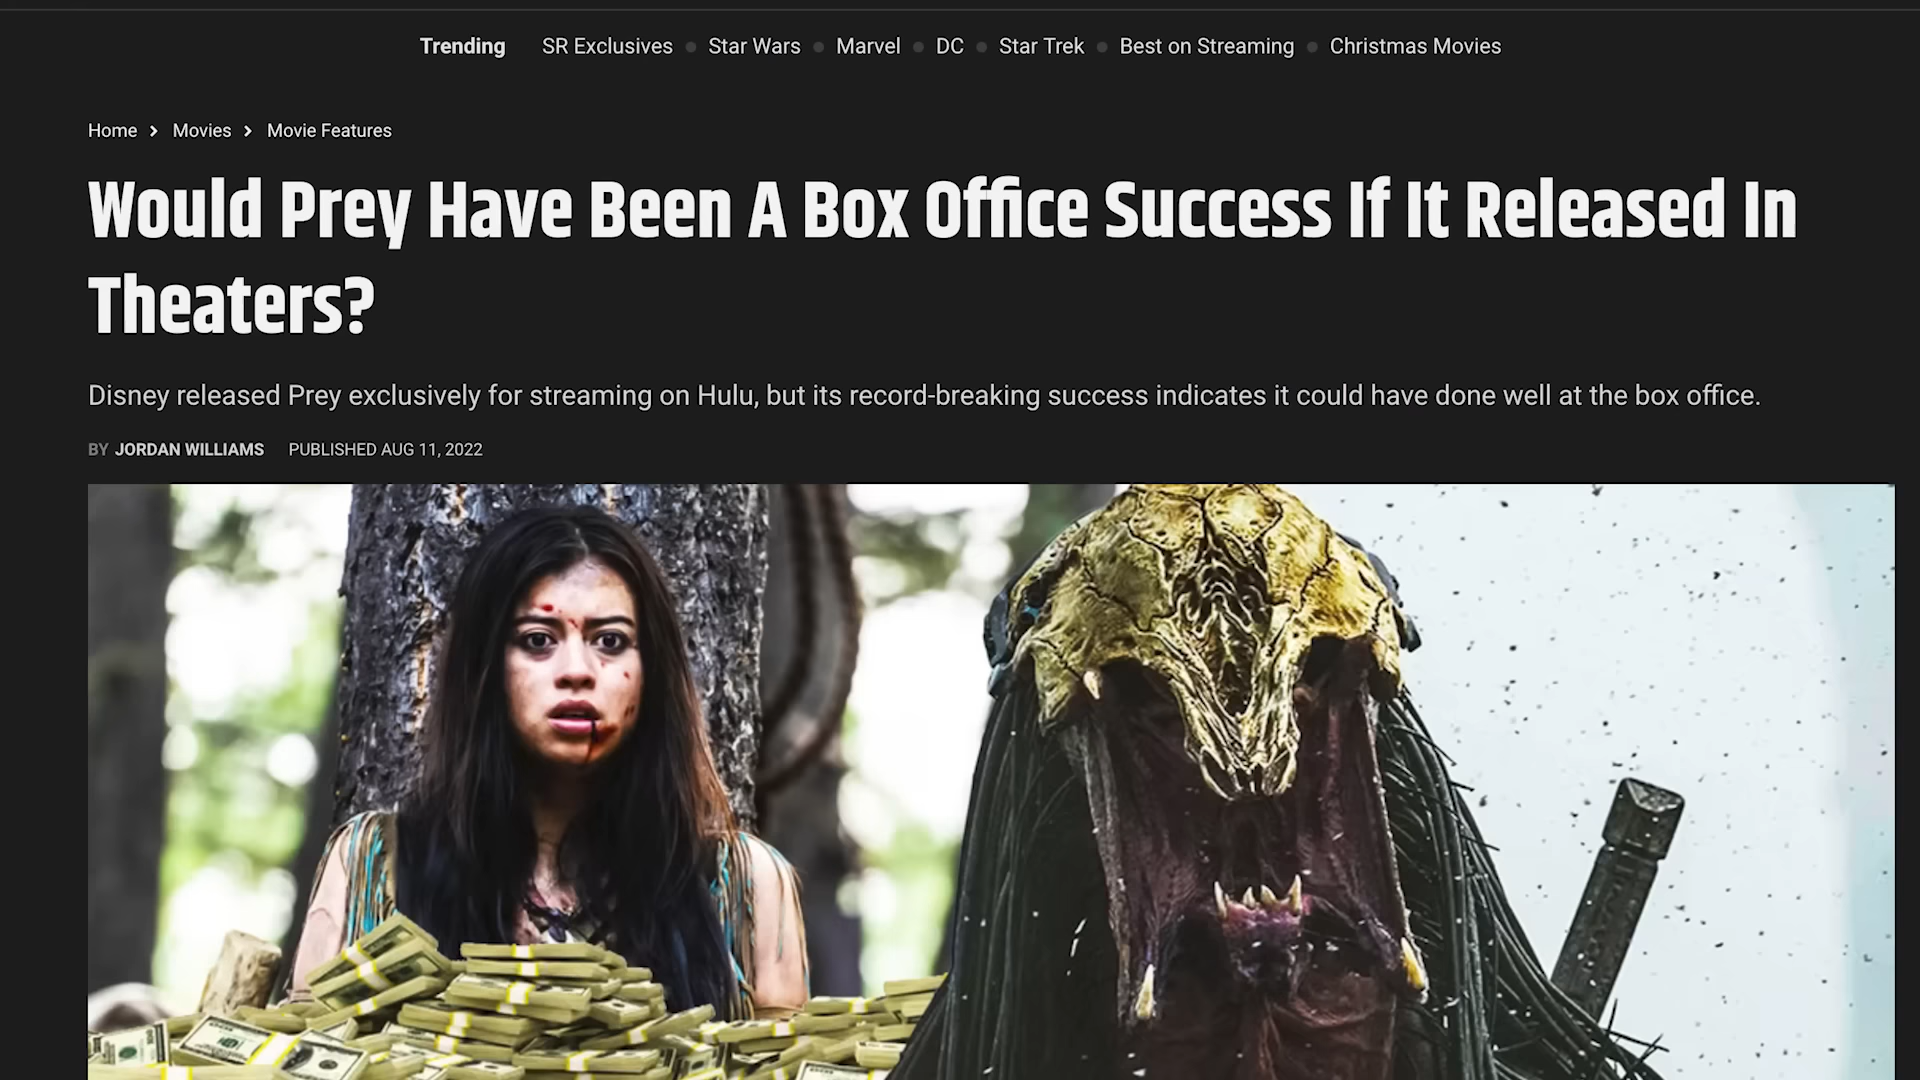 Trending SR Exclusives Star Wars Marvel DC Star Trek Best on Streaming Christmas Movies
Home > Movies > Movie Features
Would Prey Have Been A Box Office Success If It Released In
Theaters?
Disney released Prey exclusively for streaming on Hulu, but its record-breaking success indicates it could have done well at the box office.
BY JORDAN WILLIAMS PUBLISHED AUG 11, 2022